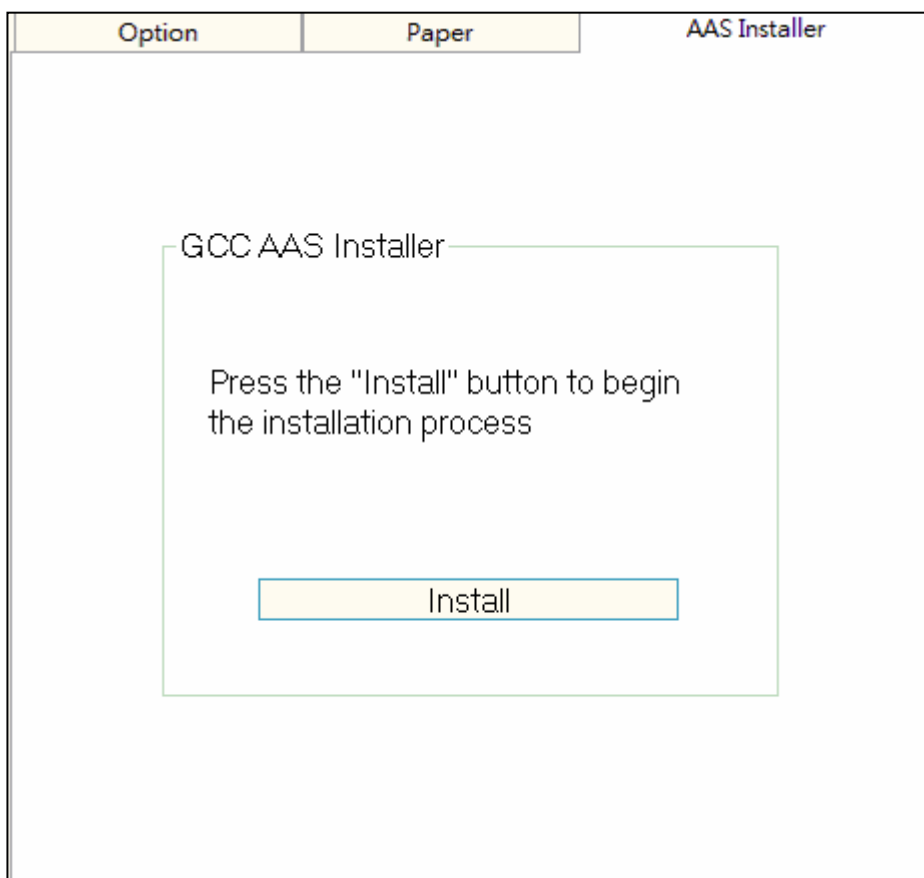 Option Paper AAS Installer
GCC AAS Installer
Press the "Install" button to begin
the installation process
Install